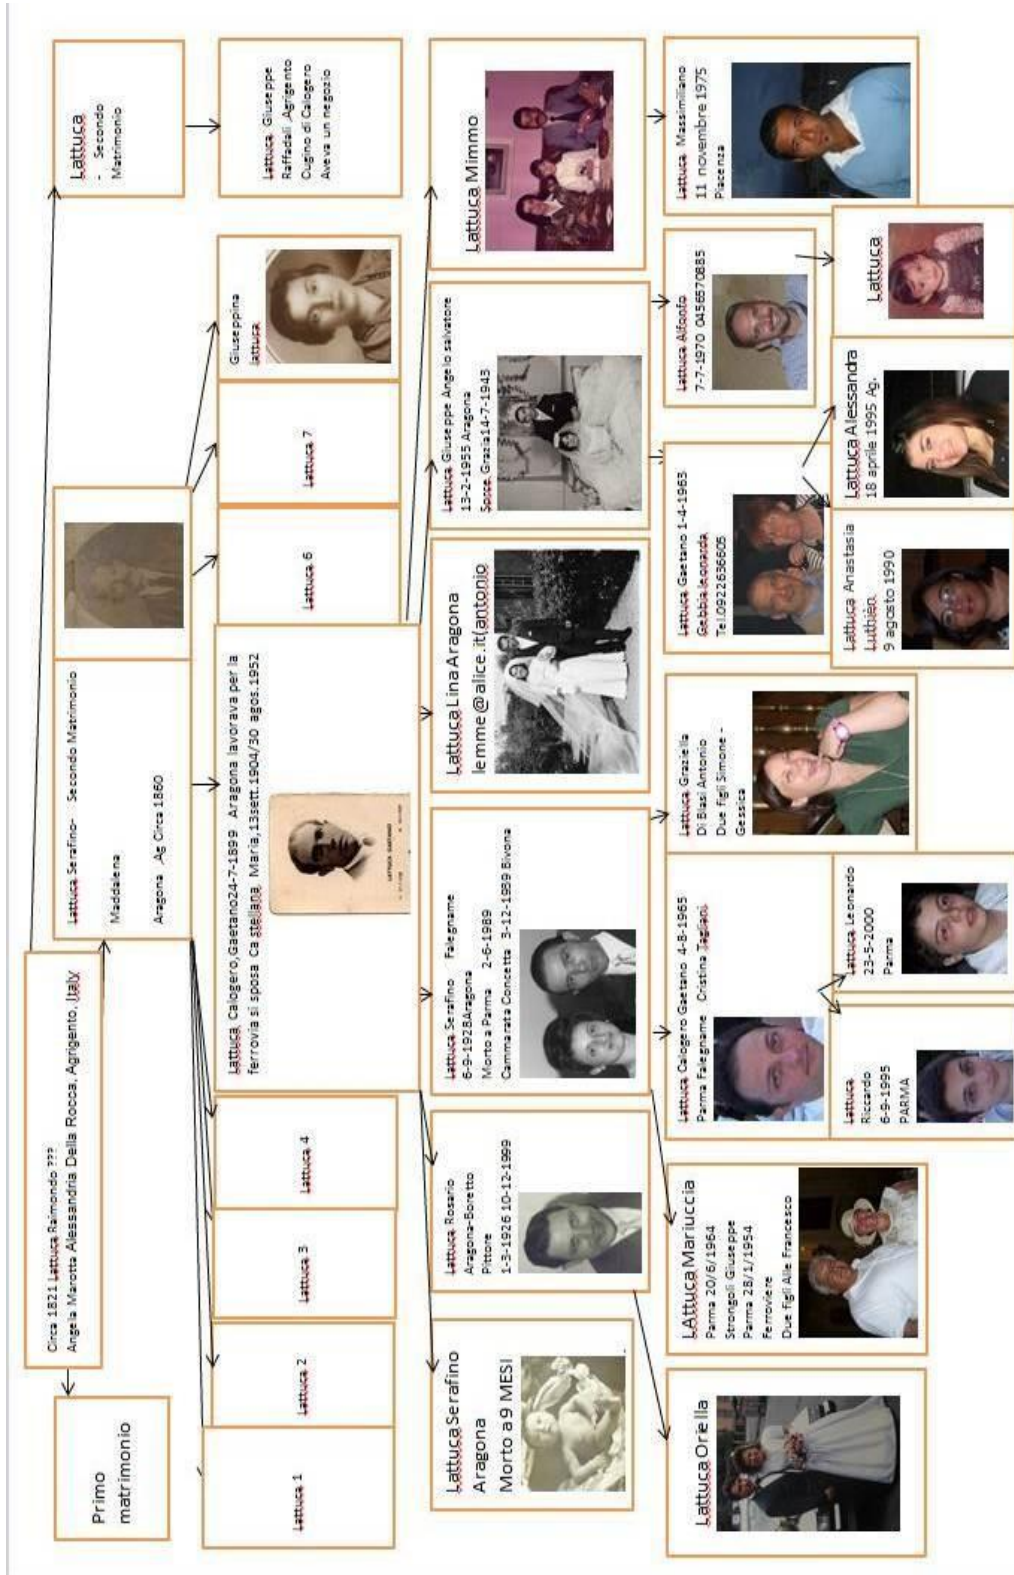 Circa 1821 Lattuca Raimondo ???
Angela Marotta Alessandria Della Rocca, Agrigento, Italy
Primo
matrimonio
Lattuca Serafino- Secondo Matrimonio
Maddalena
Aragona Ag Circa 1860
Lattuca
- Secondo
Matrimonio
Lattuca 1
Lattuca 2
Lattuca 3
Lattuca 4
Lattuca, Calogero,Gaetano24-7-1899 Aragona lavorava per la
ferrovia si sposa Ca stellana Maria,13sett.1904/30 agos.1952
LATTUCA GAETANO
Lattuca 6
Lattuca 7
Giuseppina
lattuca
Lattuca Giuseppe
Raffadali Agrigento
Cugino di Calogero
Aveva un negozio
Lattuca Serafino
Aragona
Morto a 9 MESI
Lattuca Rosario
Aragona-Boretto
Pittore
1-3-1926 10-12-1999
Lattuca Serafino Falegname
6-9-1928Aragona
Morto a Parma 2-6-1989
Cammarata Concetta 3-12-1939 Bivona
Lattuca Lina Aragona
lemme@alice.it(antonio
Lattuca Giuseppe Angelo salvatore
13-2-1955 Aragona
Grazia14-7-1943
Lattuca Mimmo
Lattuca Oriella
LAttuca Mariuccia
Parma 20/6/1964
Strongoli Giuseppe
Parma 28/1/1954
Ferroviere
Due figli Alle Francesco
Lattuca Calogero Gaetano 4-8-1965
Parma Falegname Cristina Tagliani
Lattuca Graziella
Di Blasi Antonio
Due figli Simone -
Gessica
Lattuca Gaetano 1-4-1963
Gebbia leonarda
Tel.0922636605
Lattuca Alfonfo
7-7-1970 0456570885
Lattuca Massimiliano
11 novembre 1975
Piacenza
Lattuca
Riccardo
6-9-1995
PARMA
Lattuca Leonardo
23-5-2000
Parma
Lattuca Anastasia
Luthièn
9 agosto 1990
Lattuca Alessandra
18 aprile 1995 Ag.
Lattuca